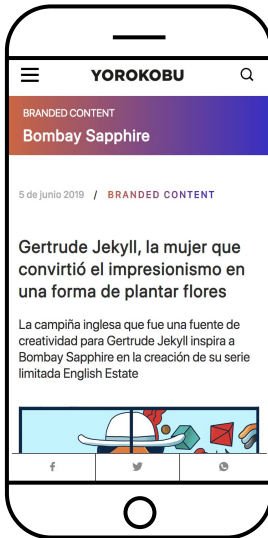 YOROKOBU
BRANDED CONTENT
Bombay Sapphire
5 de junio 2019 / BRANDED CONTENT
Gertrude Jekyll, la mujer que
convirtió el impresionismo en
una forma de plantar flores
La campiña inglesa que fue una fuente de
creatividad para Gertrude Jekyll inspira a
Bombay Sapphire en la creación de su serie
limitada English Estate